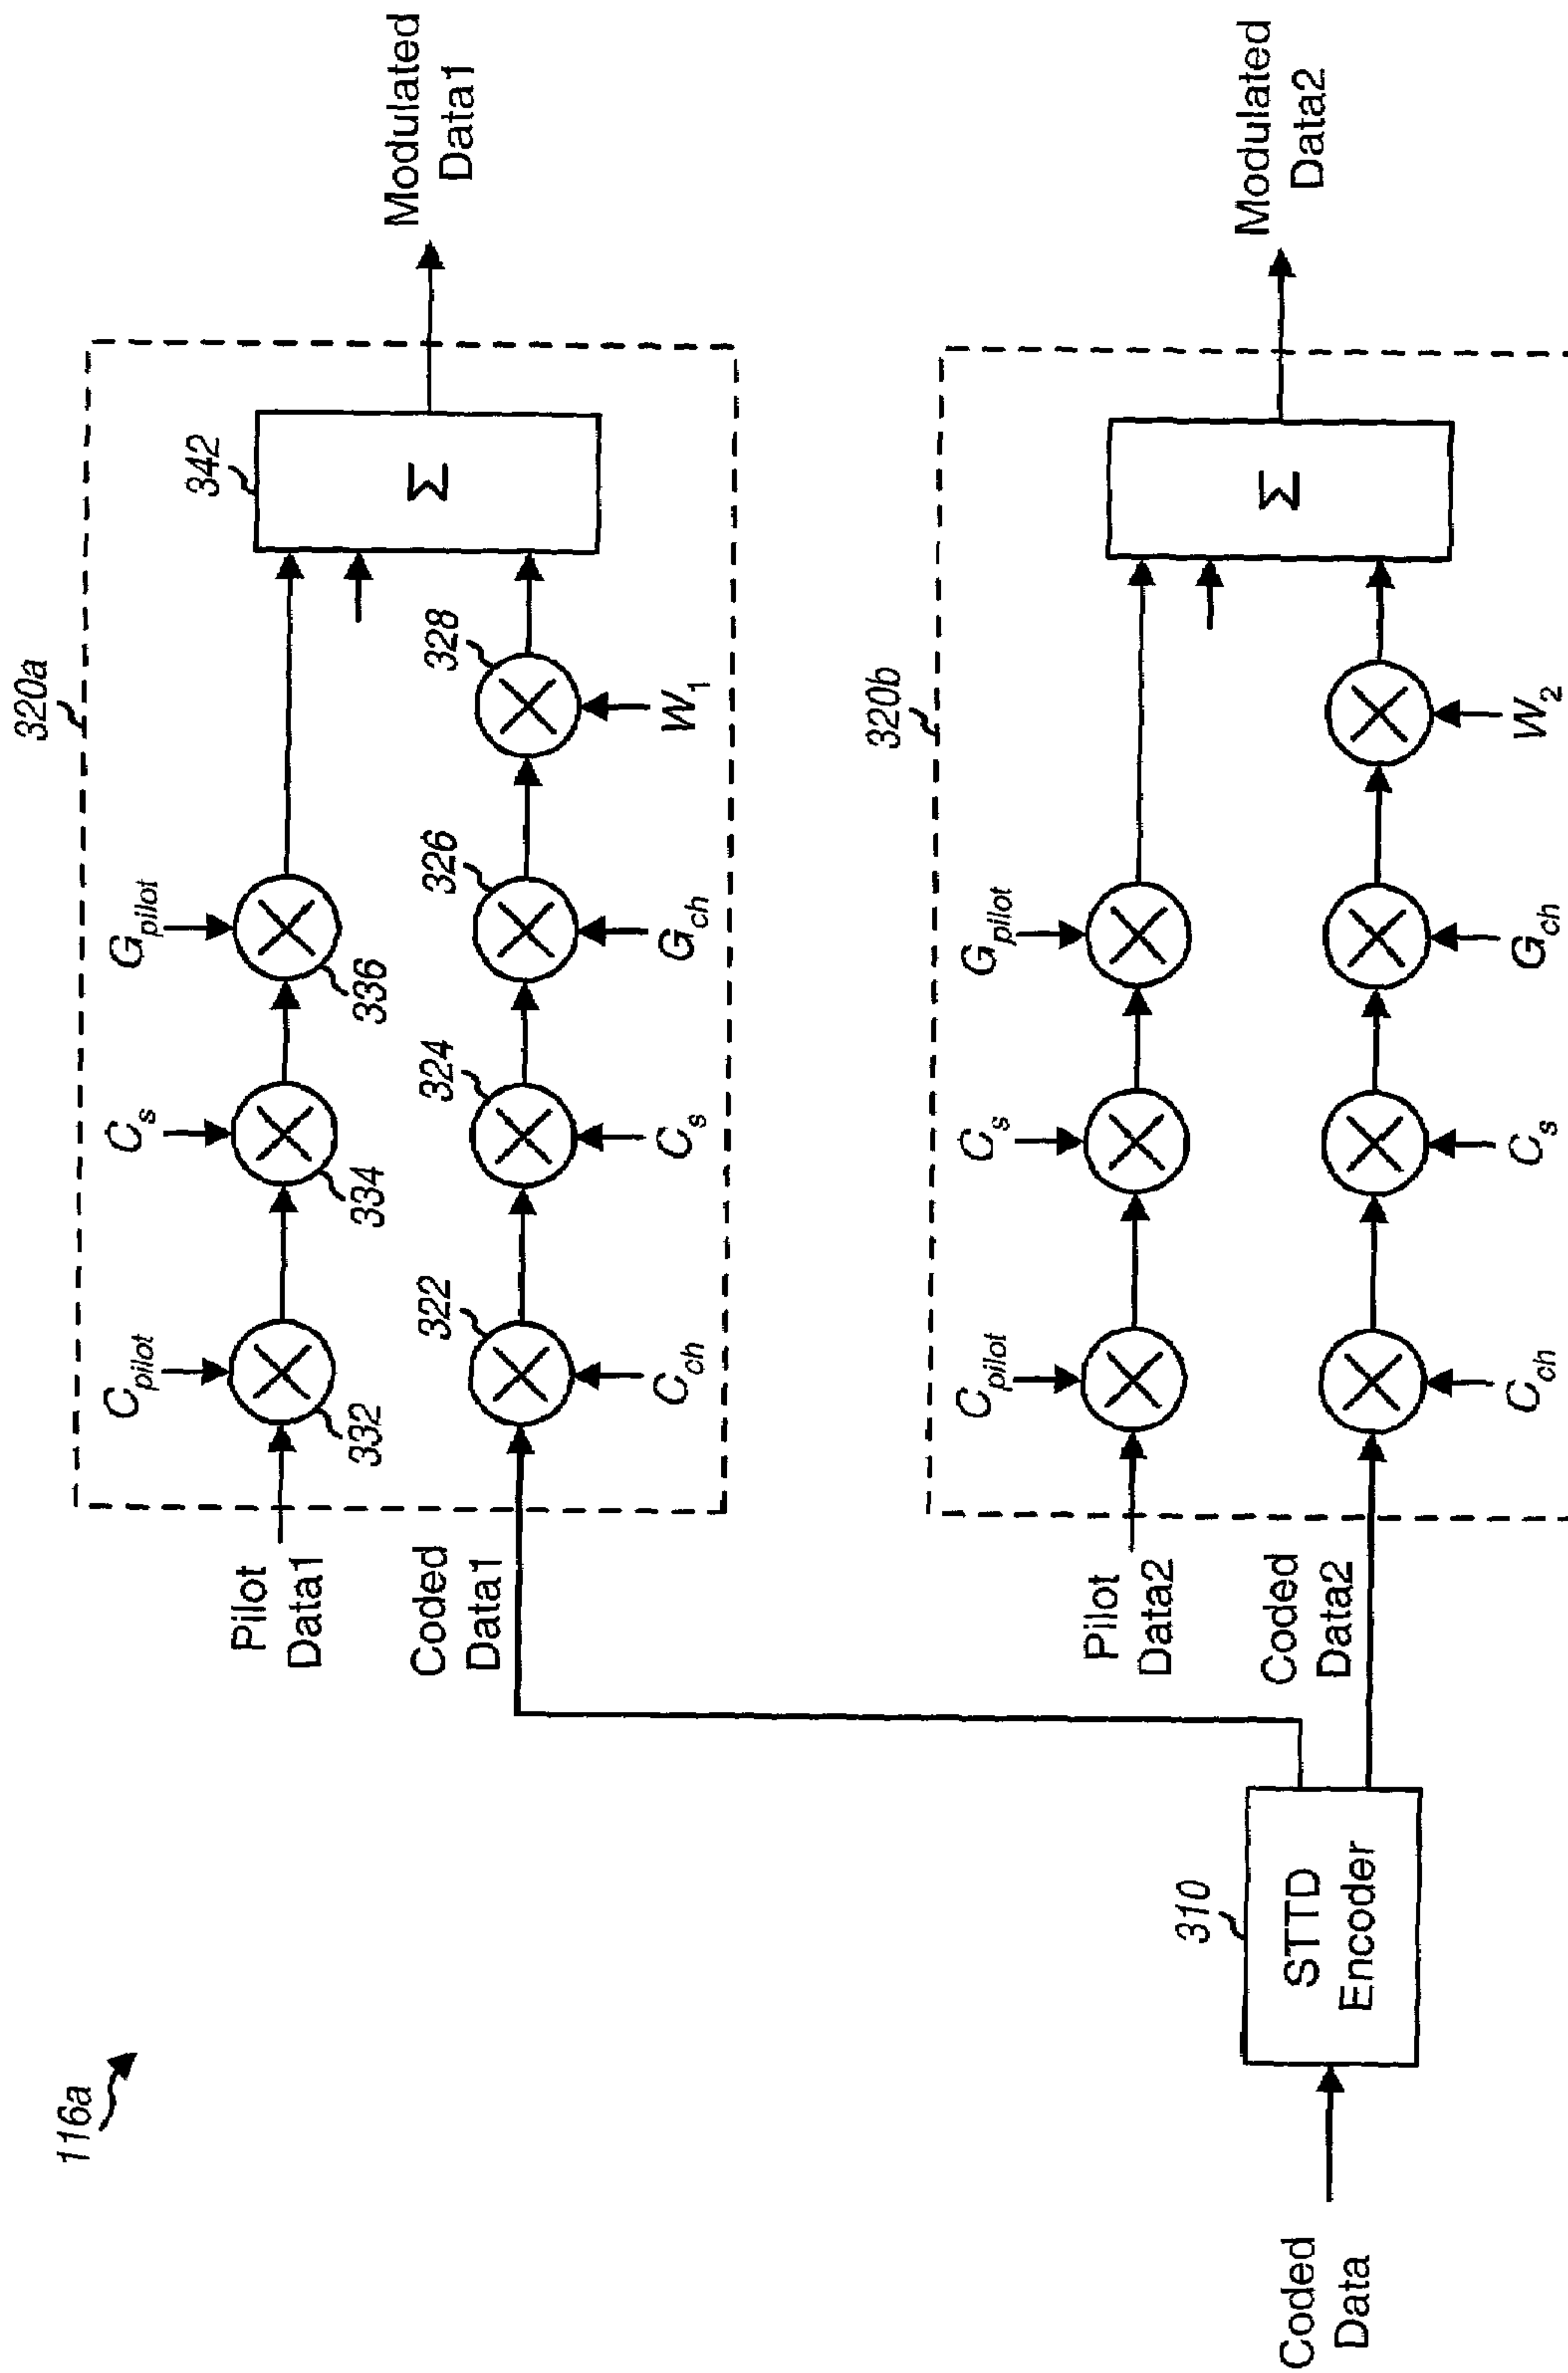 116a
320a
Pilot
Data1
C_pilot
332
C_s
334
G_pilot
336
342
Σ
Modulated
Data1
Coded
Data1
322
C_ch
324
C_s
326
G_ch
328
W_1
320b
Pilot
Data2
C_pilot
C_s
G_pilot
Σ
Modulated
Data2
Coded
Data2
C_ch
C_s
G_ch
W_2
310
STTD
Encoder
Coded
Data